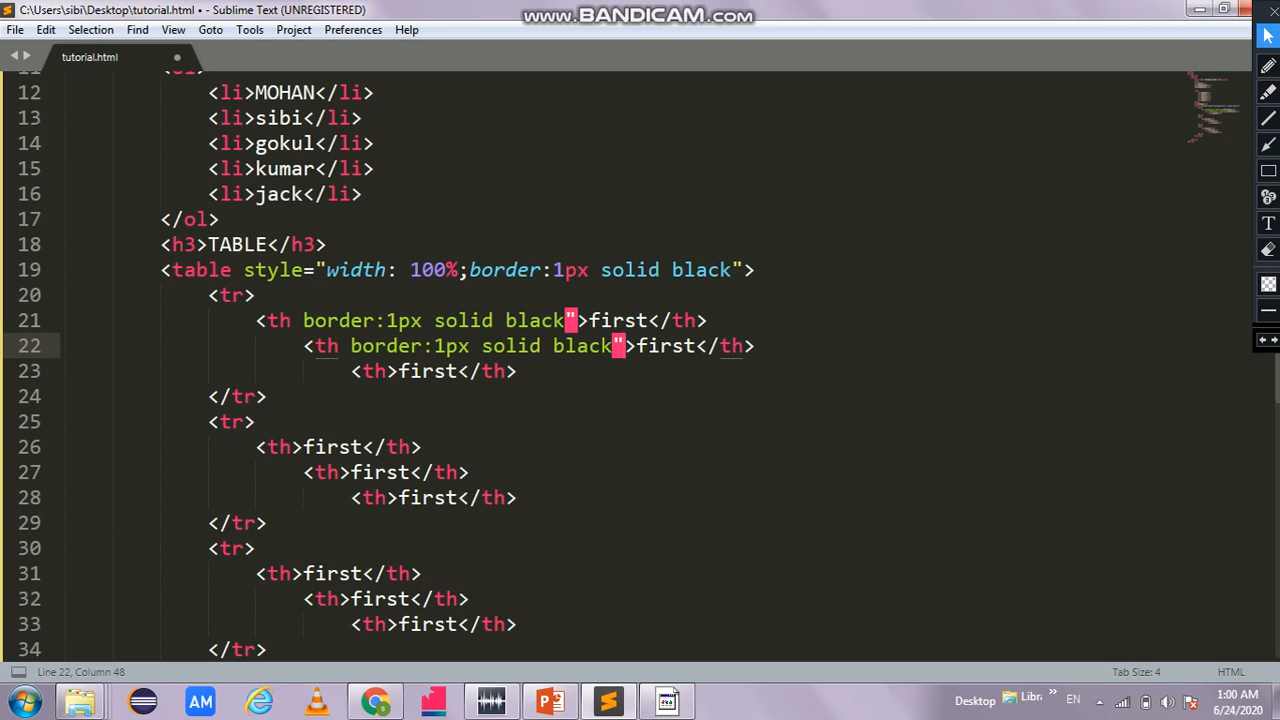 C:\Users\sibi\Desktop\tutorial.html • - Sublime Text (UNREGISTERED)
www.BANDICAM.com
File Edit Selection Find View Goto Tools Project Preferences Help
tutorial.html
12 <li>MOHAN</li>
13 <li>sibi</li>
14 <li>gokul</li>
15 <li>kumar</li>
16 <li>jack</li>
17 </ol>
18 <h3>TABLE</h3>
19 <table style="width: 100%;border:1px solid black">
20 <tr>
21 <th border:1px solid black">first</th>
22 <th border:1px solid black">first</th>
23 <th>first</th>
24 </tr>
25 <tr>
26 <th>first</th>
27 <th>first</th>
28 <th>first</th>
29 </tr>
30 <tr>
31 <th>first</th>
32 <th>first</th>
33 <th>first</th>
34 </tr>
Line 22, Column 48
Tab Size: 4
HTML
AM
Desktop
Libra
EN
1:00 AM
6/24/2020